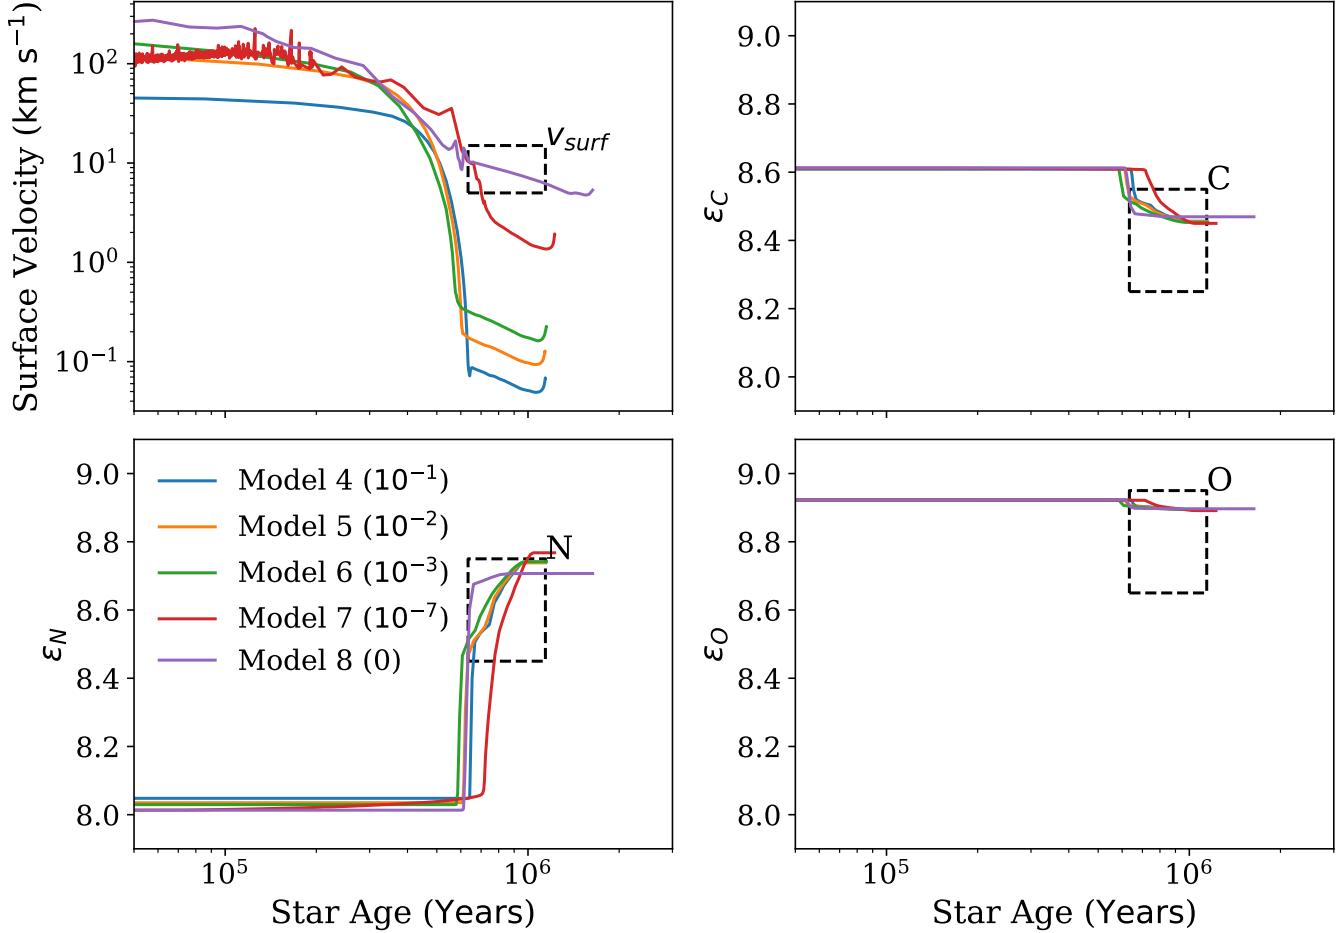 Surface Velocity (km s⁻¹)
10²
10¹
10⁰
10⁻¹
v_surf
ε_C
9.0
8.8
8.6
8.4
8.2
8.0
C
ε_N
9.0
8.8
8.6
8.4
8.2
8.0
Model 4 (10⁻¹)
Model 5 (10⁻²)
Model 6 (10⁻³)
Model 7 (10⁻⁷)
Model 8 (0)
N
10⁵ 10⁶
Star Age (Years)
ε_O
9.0
8.8
8.6
8.4
8.2
8.0
O
10⁵ 10⁶
Star Age (Years)